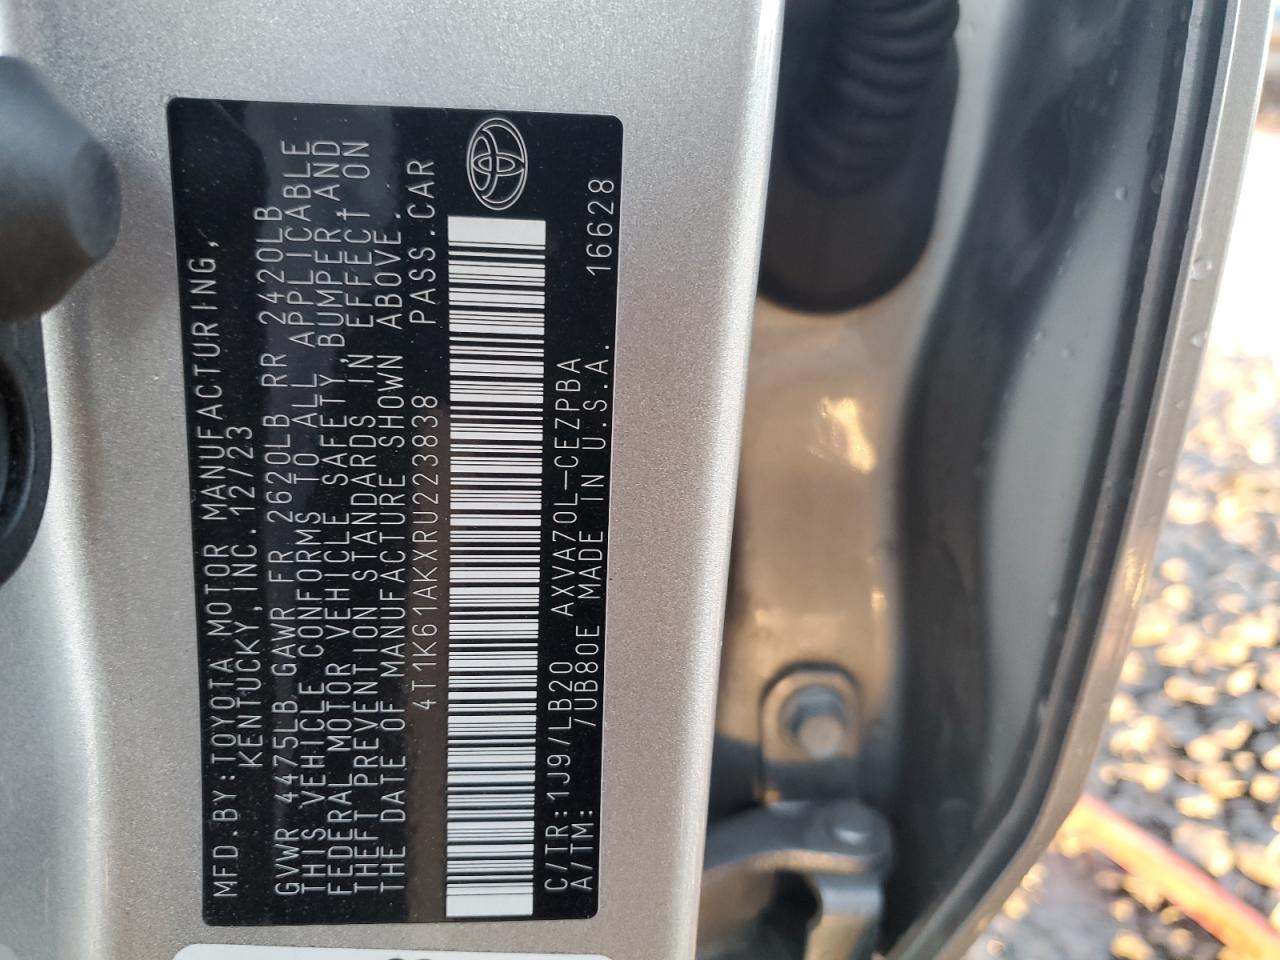 MFD.BY:TOYOTA MOTOR MANUFACTURING,
KENTUCKY,INC.12/23
GVWR 4475LB GAWR FR 2620LB RR 2420LB
THIS VEHICLE CONFORMS TO ALL APPLICABLE
FEDERAL MOTOR VEHICLE SAFETY,BUMPER,AND
THEFT PREVENTION STANDARDS IN EFFECT ON
THE DATE OF MANUFACTURE SHOWN ABOVE.
4T1K61AKXRU223838 PASS.CAR
C/TR:1J9/LB20 AXVA70L-CEZPBA 16628
A/TM: /UB80E MADE IN U.S.A.